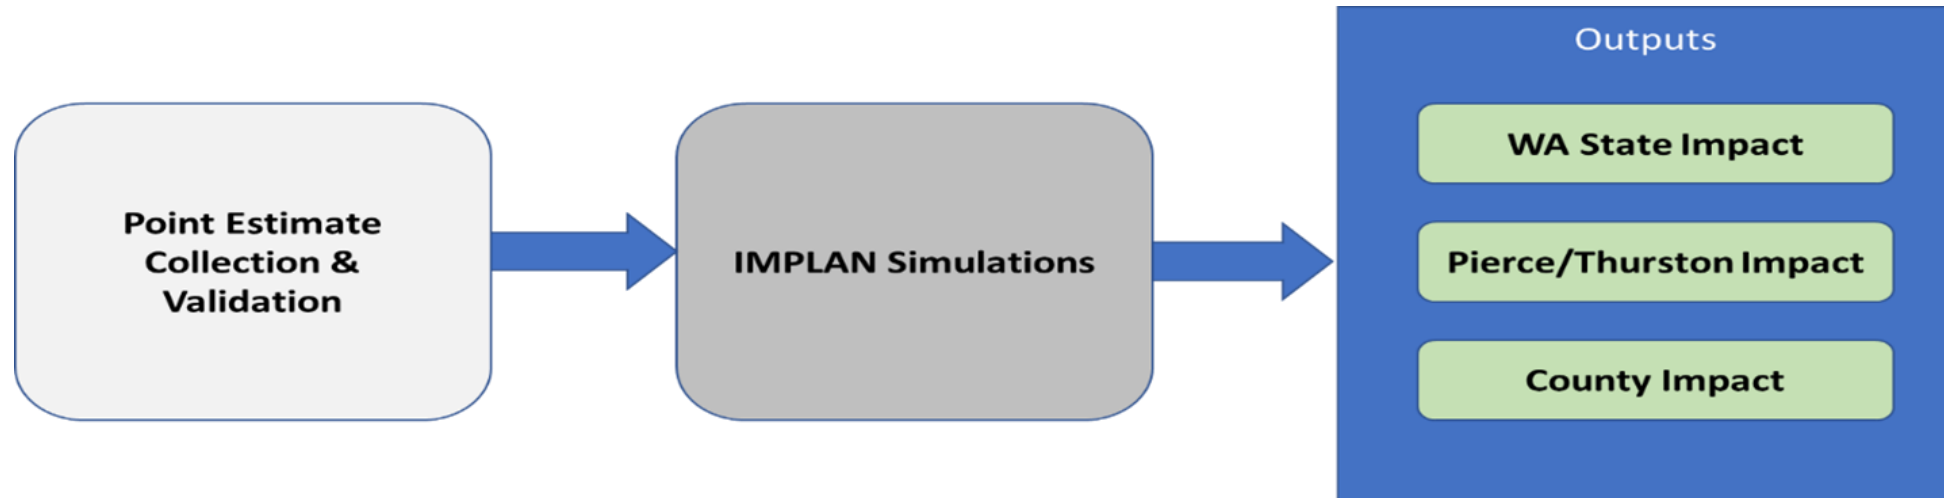 Point Estimate
Collection &
Validation
IMPLAN Simulations
Outputs
WA State Impact
Pierce/Thurston Impact
County Impact